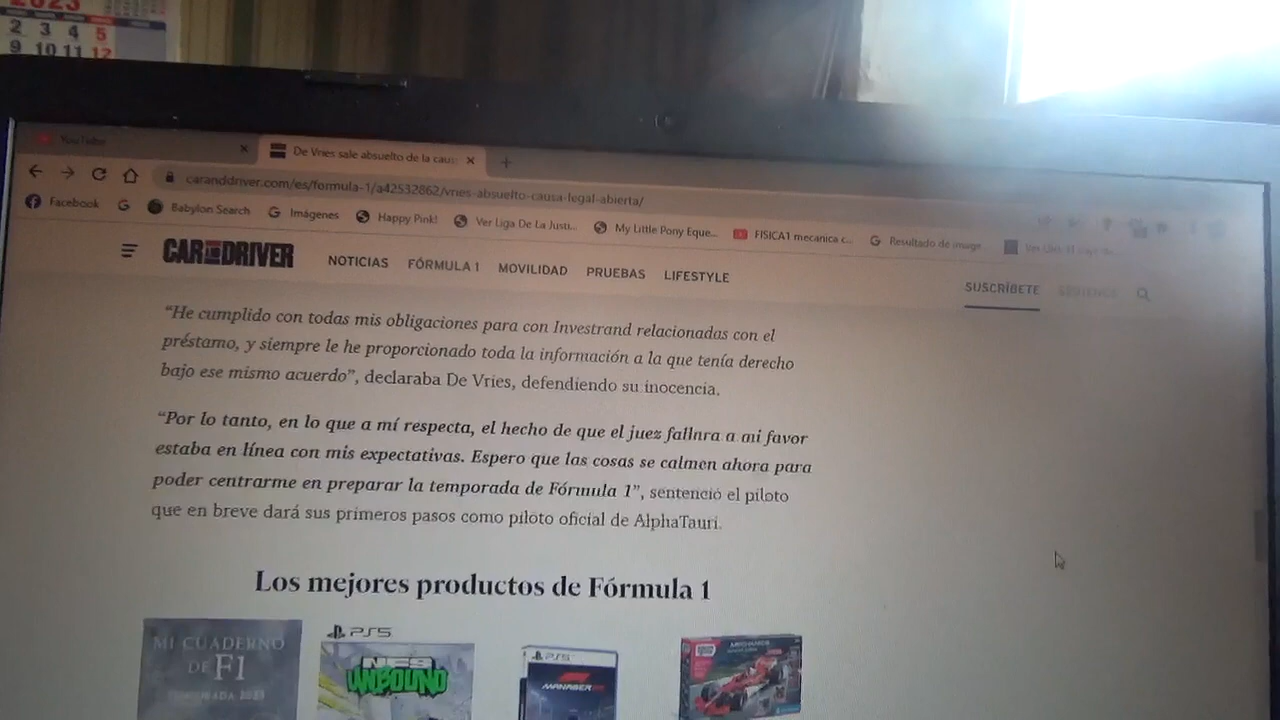 2023
2 3 4 5
9 10 11 12
YouTube
De Vries sale absuelto de la caus
caranddriver.com/es/formula-1/a42532862/vries-absuelto-causa-legal-abierta/
Facebook
Babylon Search
Imágenes
Happy Pink!
Ver Liga De La Justi...
My Little Pony Eque...
FISICA1 mecanica c...
Resultado de image
CAR AND DRIVER
NOTICIAS
FÓRMULA 1
MOVILIDAD
PRUEBAS
LIFESTYLE
SUSCRÍBETE
“He cumplido con todas mis obligaciones para con Investrand relacionadas con el
préstamo, y siempre le he proporcionado toda la información a la que tenía derecho
bajo ese mismo acuerdo”, declaraba De Vries, defendiendo su inocencia.
“Por lo tanto, en lo que a mí respecta, el hecho de que el juez fallara a mi favor
estaba en línea con mis expectativas. Espero que las cosas se calmen ahora para
poder centrarme en preparar la temporada de Fórmula 1”, sentenció el piloto
que en breve dará sus primeros pasos como piloto oficial de AlphaTauri.
Los mejores productos de Fórmula 1
MI CUADERNO
DE F1
TEMPORADA 2023
PS5
NFS
UNBOUND
PS5
MANAGER
MECHANICS